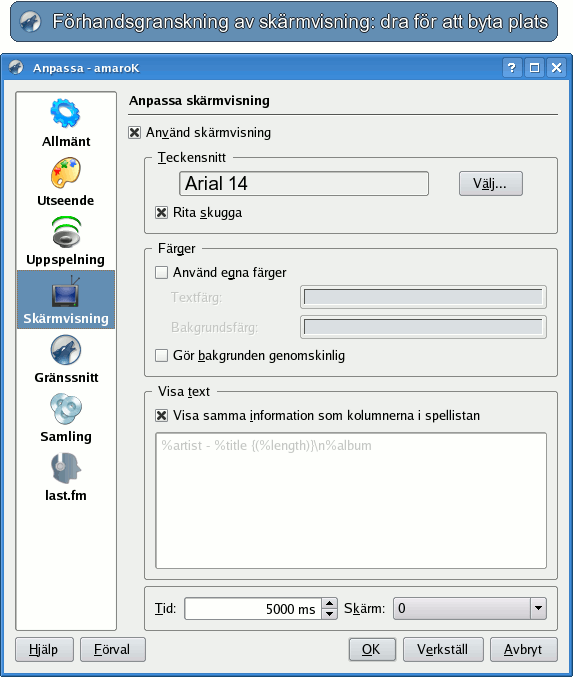 Förhandsgranskning av skärmvisning: dra för att byta plats
Anpassa - amaroK
?
Allmänt
Utseende
Uppspelning
Skärmvisning
Gränssnitt
Samling
last.fm
Anpassa skärmvisning
Använd skärmvisning
Teckensnitt
Arial 14
Välj...
Rita skugga
Färger
Använd egna färger
Textfärg:
Bakgrundsfärg:
Gör bakgrunden genomskinlig
Visa text
Visa samma information som kolumnerna i spellistan
%artist - %title {(%length)}\n%album
Tid: 5000 ms Skärm: 0
Hjälp Förval OK Verkställ Avbryt